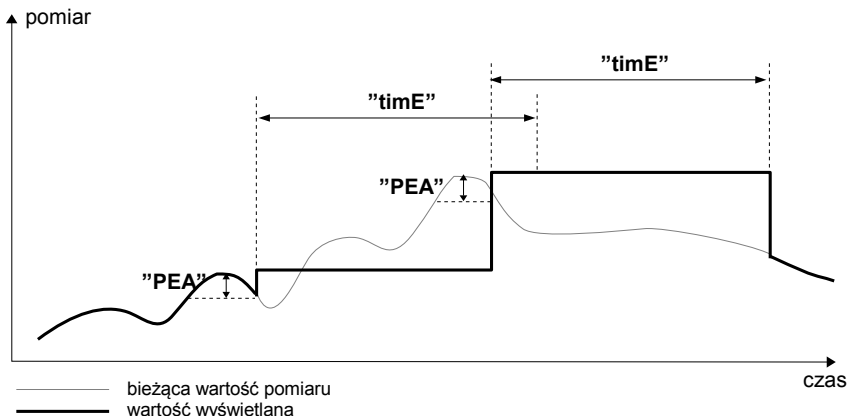 pomiar
”timE”
”timE”
”PEA”
”PEA”
czas
bieżąca wartość pomiaru
wartość wyświetlana